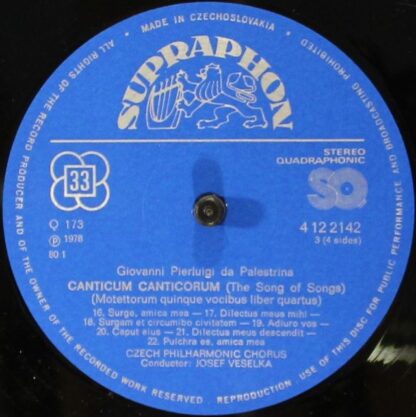 ALL RIGHTS OF THE RECORD PRODUCER AND OF THE OWNER OF THE RECORDED WORK RESERVED. REPRODUCTION. USE OF THIS DISC FOR PUBLIC PERFORMANCE AND BROADCASTING PROHIBITED
MADE IN CZECHOSLOVAKIA
SUPRAPHON
STEREO
QUADRAPHONIC
33
SQ
Q 173
4 12 2142
℗ 1978
3 (4 sides)
80 1
Giovanni Pierluigi da Palestrina
CANTICUM CANTICORUM (The Song of Songs)
(Motettorum quinque vocibus liber quartus)
16. Surge, amica mea – 17. Dilectus meus mihi –
18. Surgam et circumibo civitatem – 19. Adiuro vos –
20. Caput eius – 21. Dilectus meus descendit –
22. Pulchra es, amica mea
CZECH PHILHARMONIC CHORUS
Conductor: JOSEF VESELKA